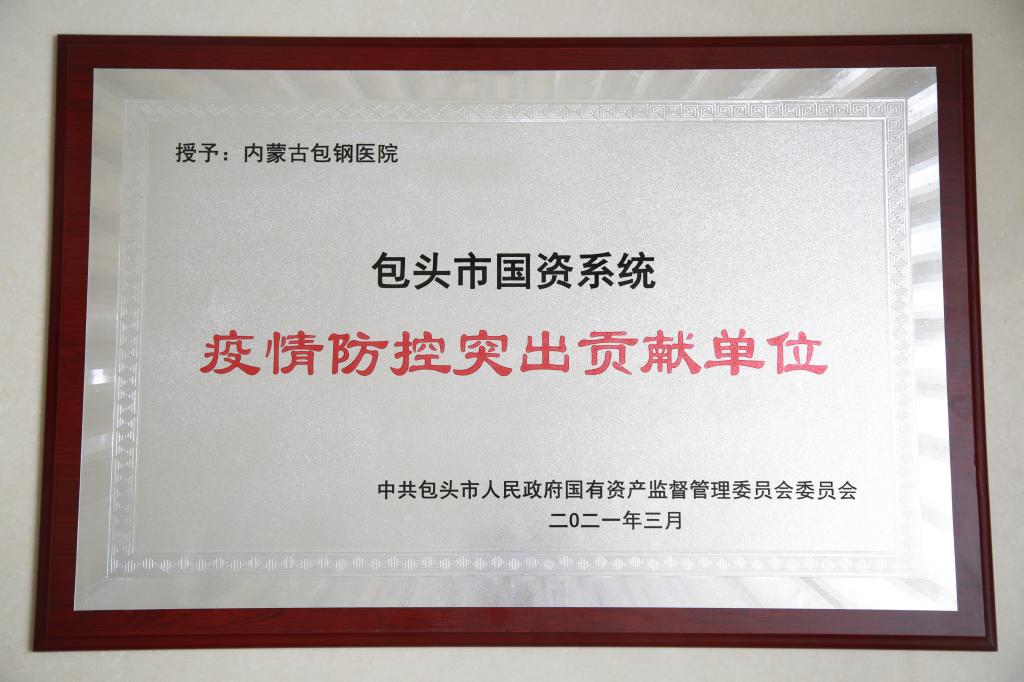 授予：内蒙古包钢医院
包头市国资系统
疫情防控突出贡献单位
中共包头市人民政府国有资产监督管理委员会委员会
二0二一年三月